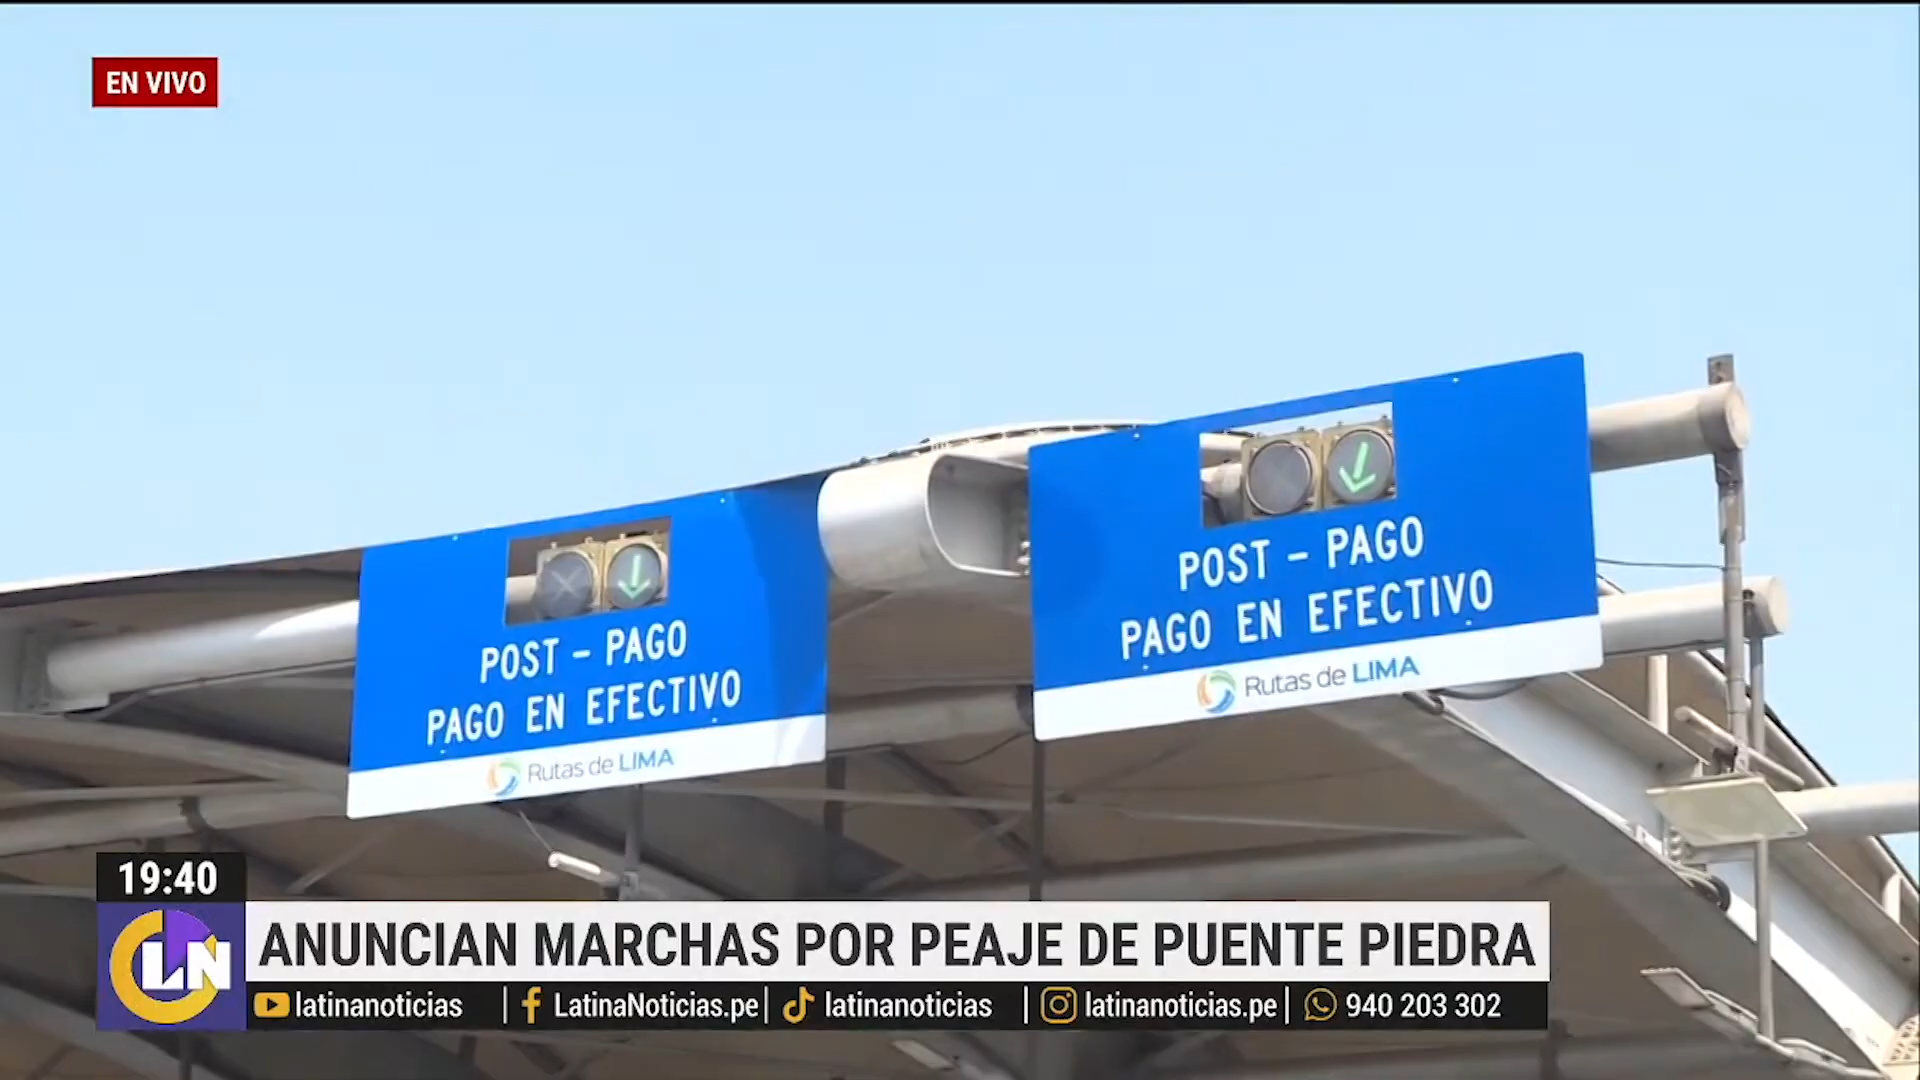 EN VIVO
POST - PAGO
PAGO EN EFECTIVO
Rutas de LIMA
POST - PAGO
PAGO EN EFECTIVO
Rutas de LIMA
19:40
LN
ANUNCIAN MARCHAS POR PEAJE DE PUENTE PIEDRA
latinanoticias | LatinaNoticias.pe | latinanoticias | latinanoticias.pe | 940 203 302